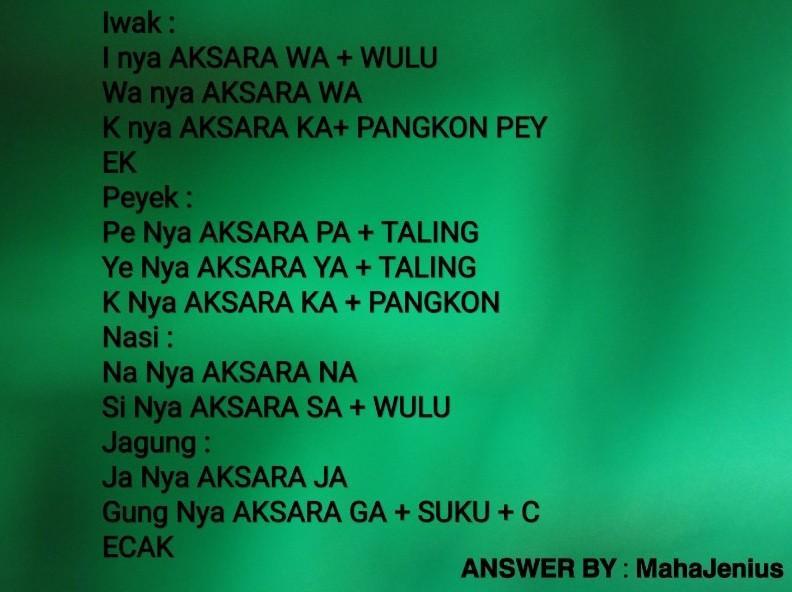 Iwak :
I nya AKSARA WA + WULU
Wa nya AKSARA WA
K nya AKSARA KA+ PANGKON PEY
EK
Peyek :
Pe Nya AKSARA PA + TALING
Ye Nya AKSARA YA + TALING
K Nya AKSARA KA + PANGKON
Nasi :
Na Nya AKSARA NA
Si Nya AKSARA SA + WULU
Jagung :
Ja Nya AKSARA JA
Gung Nya AKSARA GA + SUKU + C
ECAK
ANSWER BY : MahaJenius